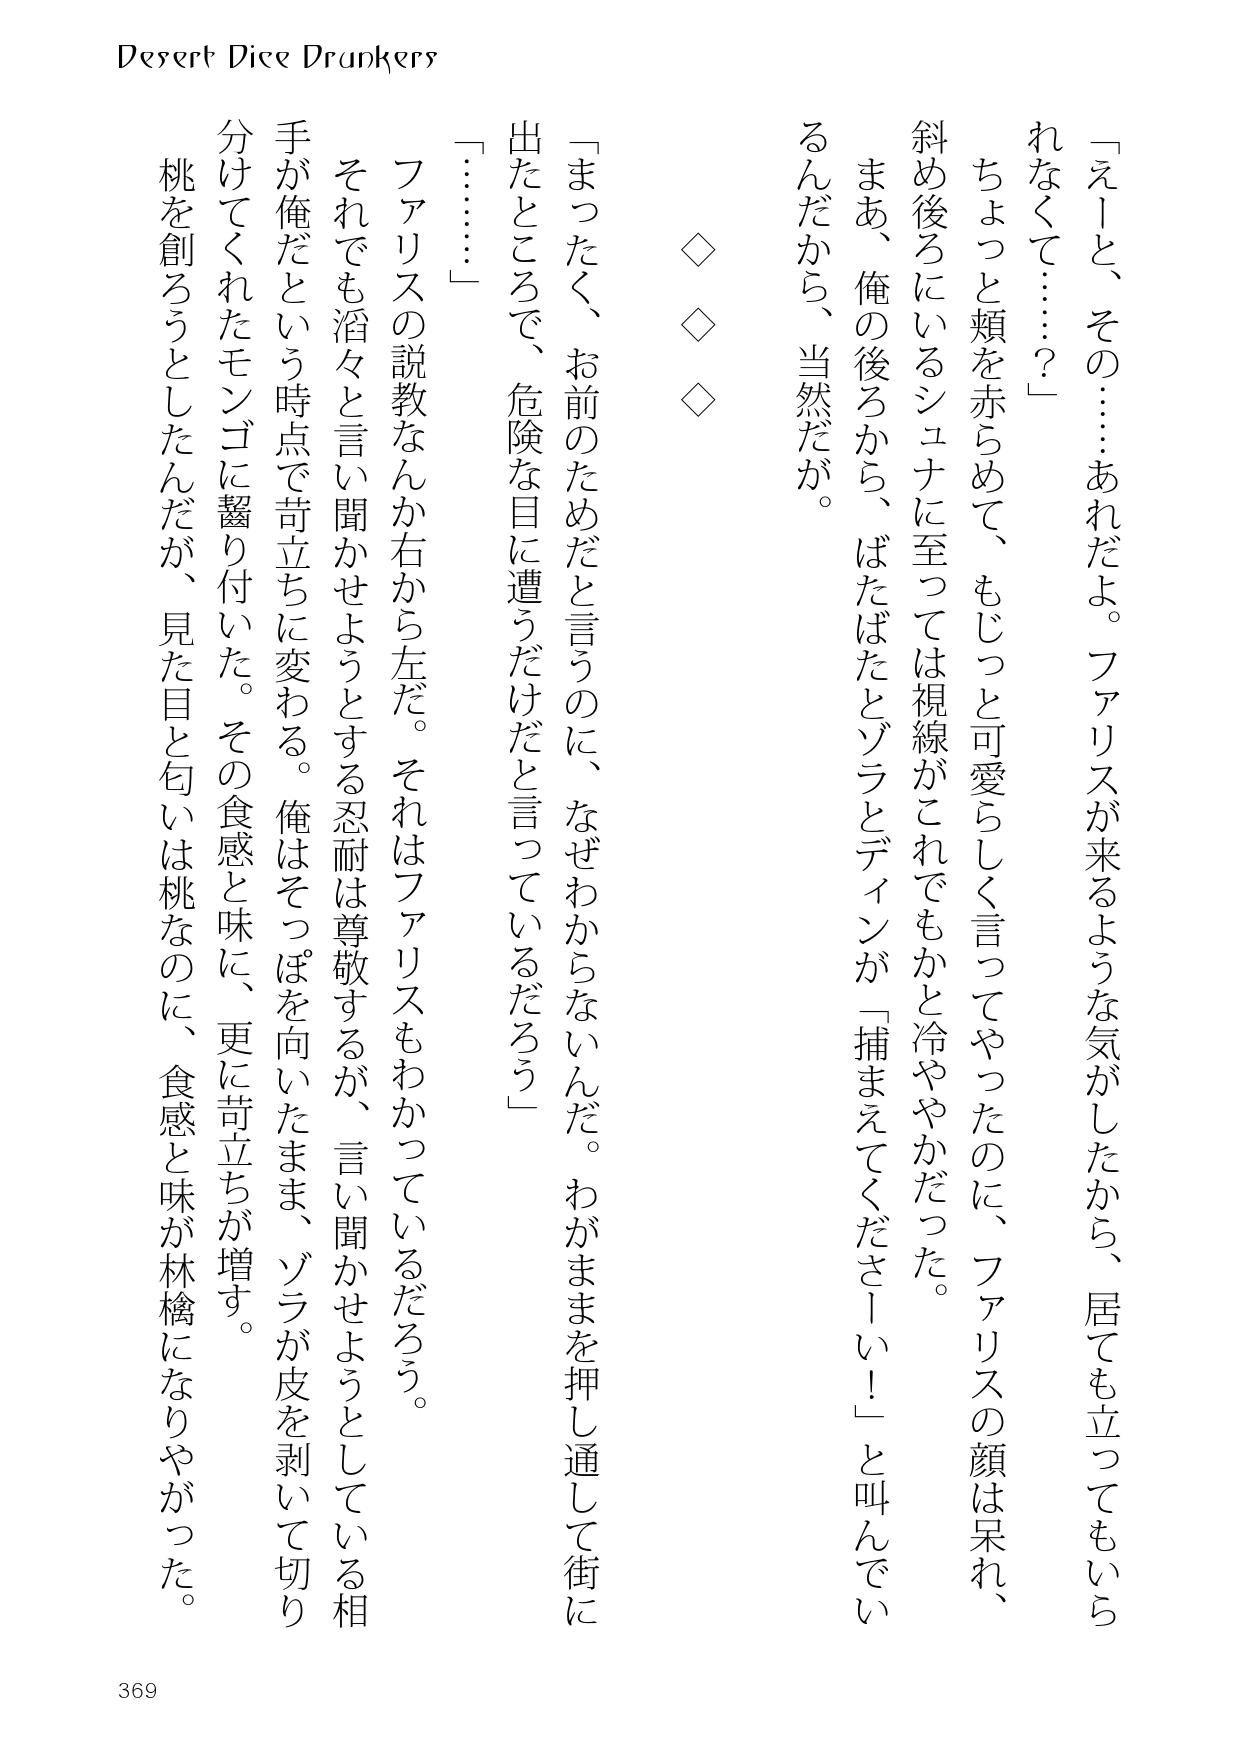 Desert Dice Drunkers
「えーと、その……あれだよ。ファリスが来るような気がしたから、居ても立ってもいら
れなくて……？」
　ちょっと頬を赤らめて、もじっと可愛らしく言ってやったのに、ファリスの顔は呆れ、
斜め後ろにいるシュナに至っては視線がこれでもかと冷ややかだった。
　まあ、俺の後ろから、ばたばたとゾラとディンが「捕まえてくださーい！」と叫んでい
るんだから、当然だが。
◇　◇　◇
「まったく、お前のためだと言うのに、なぜわからないんだ。わがままを押し通して街に
出たところで、危険な目に遭うだけだと言っているだろう」
「………」
　ファリスの説教なんか右から左だ。それはファリスもわかっているだろう。
　それでも滔々と言い聞かせようとする忍耐は尊敬するが、言い聞かせようとしている相
手が俺だという時点で苛立ちに変わる。俺はそっぽを向いたまま、ゾラが皮を剥いて切り
分けてくれたモンゴに齧り付いた。その食感と味に、更に苛立ちが増す。
　桃を創ろうとしたんだが、見た目と匂いは桃なのに、食感と味が林檎になりやがった。
369